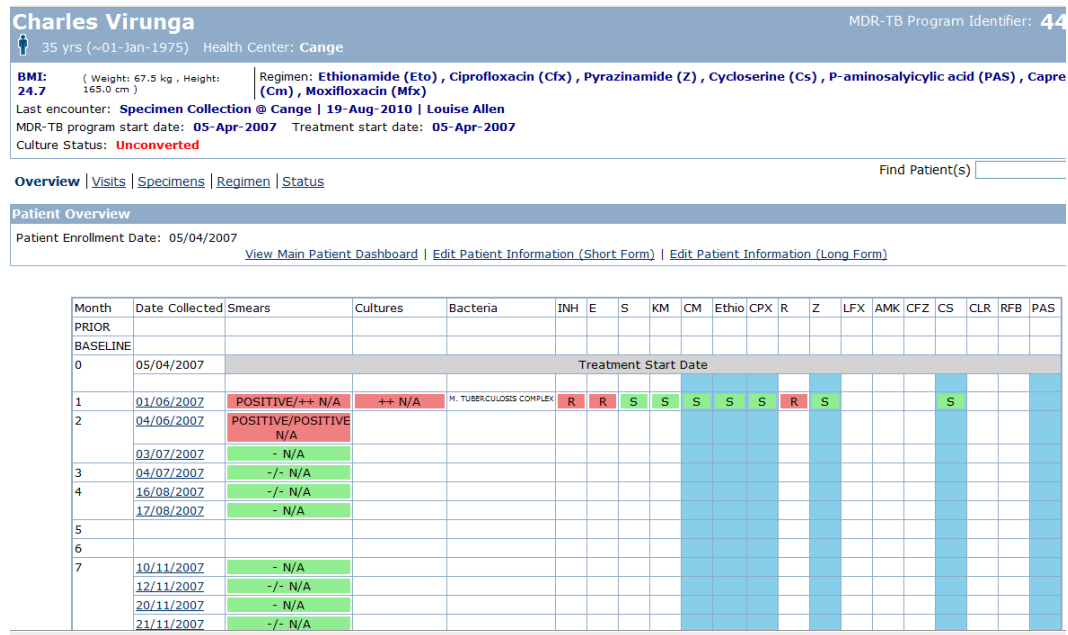 Charles Virunga
MDR-TB Program Identifier: 44
35 yrs (~01-Jan-1975) Health Center: Cange
BMI: 24.7
( Weight: 67.5 kg , Height: 165.0 cm )
Regimen: Ethionamide (Eto) , Ciprofloxacin (Cfx) , Pyrazinamide (Z) , Cycloserine (Cs) , P-aminosalyicylic acid (PAS) , Capre
(Cm) , Moxifloxacin (Mfx)
Last encounter: Specimen Collection @ Cange | 19-Aug-2010 | Louise Allen
MDR-TB program start date: 05-Apr-2007 Treatment start date: 05-Apr-2007
Culture Status: Unconverted
Find Patient(s)
Overview | Visits | Specimens | Regimen | Status
Patient Overview
Patient Enrollment Date: 05/04/2007
View Main Patient Dashboard | Edit Patient Information (Short Form) | Edit Patient Information (Long Form)
Month Date Collected Smears Cultures Bacteria INH E S KM CM Ethio CPX R Z LFX AMK CFZ CS CLR RFB PAS
PRIOR
BASELINE
0 05/04/2007 Treatment Start Date
1 01/06/2007 POSITIVE/++ N/A ++ N/A M. TUBERCULOSIS COMPLEX R R S S S S S R S S
2 04/06/2007 POSITIVE/POSITIVE N/A
03/07/2007 - N/A
3 04/07/2007 -/- N/A
4 16/08/2007 -/- N/A
17/08/2007 - N/A
5
6
7 10/11/2007 - N/A
12/11/2007 -/- N/A
20/11/2007 - N/A
21/11/2007 -/- N/A